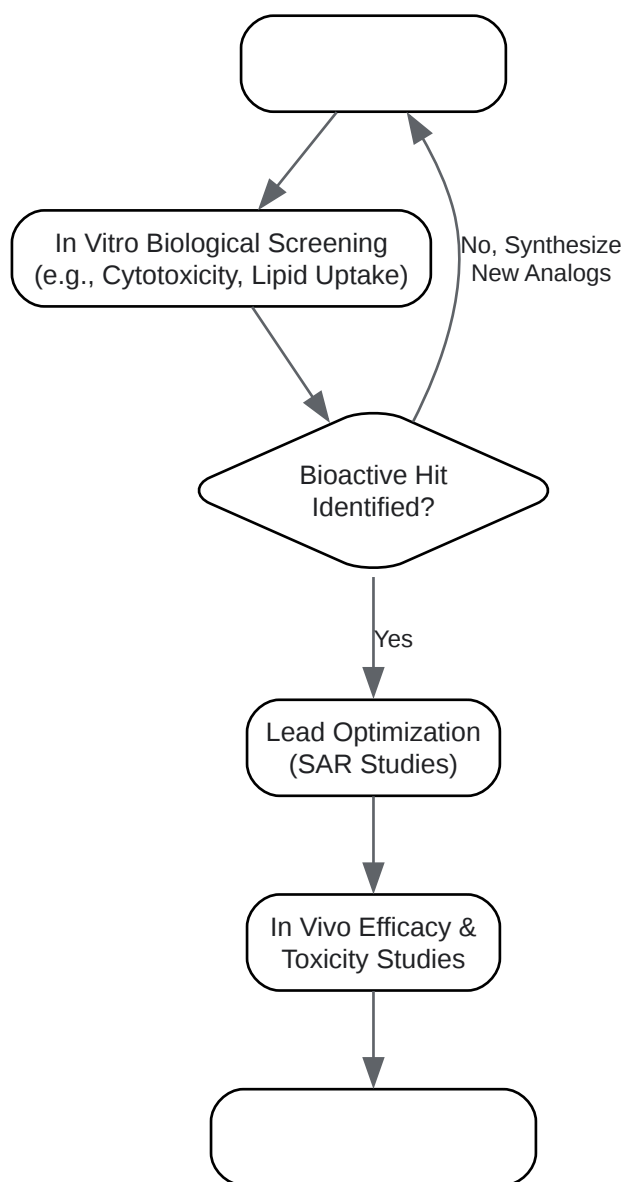 In Vitro Biological Screening
(e.g., Cytotoxicity, Lipid Uptake)
No, Synthesize
New Analogs
Bioactive Hit
Identified?
Yes
Lead Optimization
(SAR Studies)
In Vivo Efficacy &
Toxicity Studies